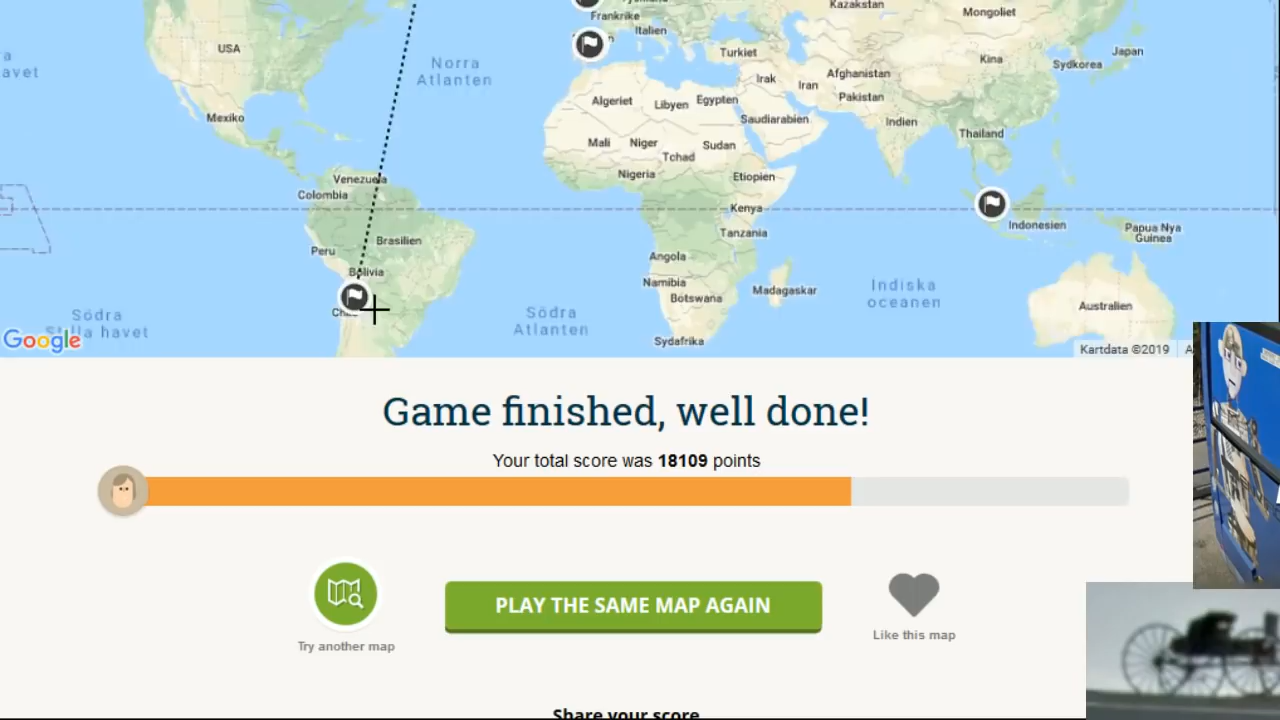 Kazakstan
Mongoliet
Frankrike
Italien
USA
Norra
Atlanten
Turkiet
Kina
Japan
Sydkorea
avet
Irak
Iran
Afghanistan
Pakistan
Algeriet
Libyen
Egypten
Saudiarabien
Indien
Mexiko
Thailand
Mali
Niger
Tchad
Sudan
Nigeria
Etiopien
Venezuela
Colombia
Kenya
Tanzania
Indonesien
Papua Nya
Guinea
Peru
Brasilien
Angola
Bolivia
Namibia
Botswana
Madagaskar
Indiska
oceanen
Australien
Södra
Atlanten
Södra
lla havet
Sydafrika
Google
Kartdata ©2019
Game finished, well done!
Your total score was 18109 points
PLAY THE SAME MAP AGAIN
Try another map
Like this map
Share your score